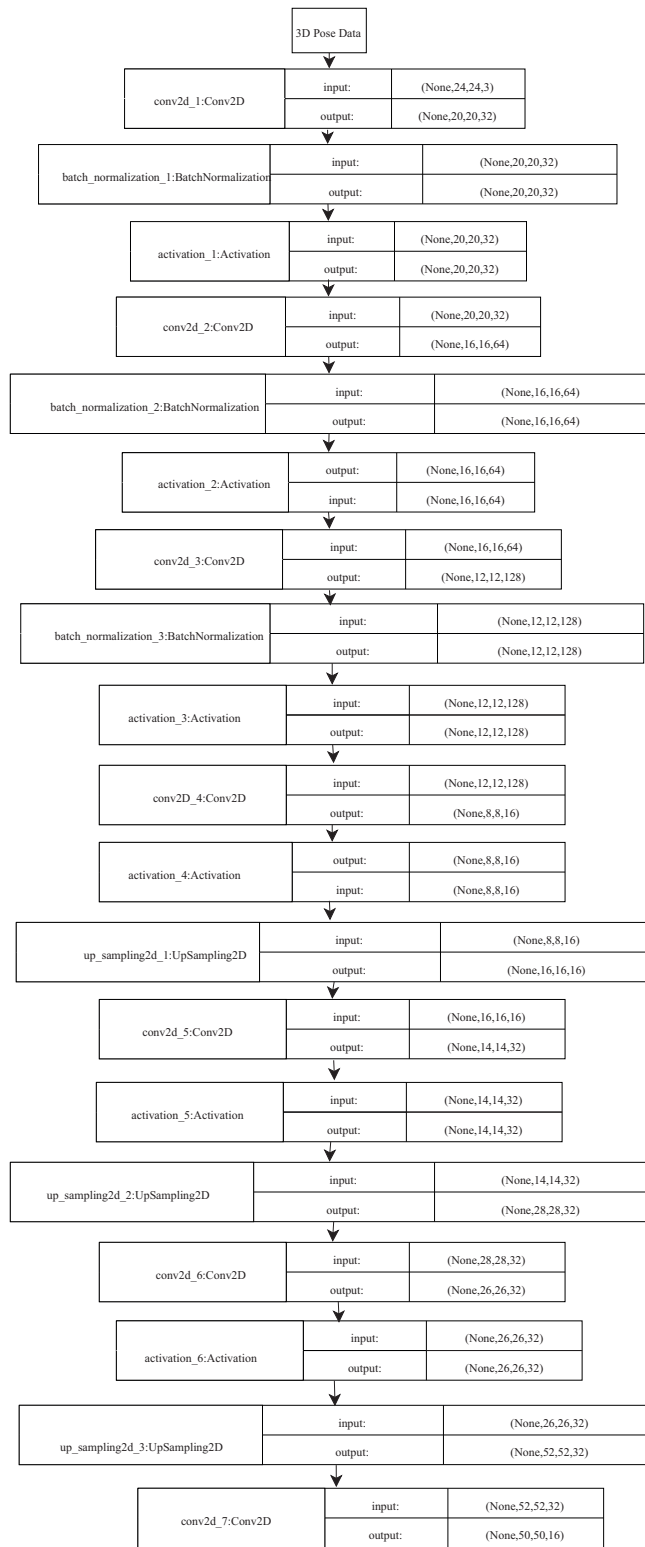 3D Pose Data
conv2d_1:Conv2D
input: (None,24,24,3)
output: (None,20,20,32)
batch_normalization_1:BatchNormalization
input: (None,20,20,32)
output: (None,20,20,32)
activation_1:Activation
input: (None,20,20,32)
output: (None,20,20,32)
conv2d_2:Conv2D
input: (None,20,20,32)
output: (None,16,16,64)
batch_normalization_2:BatchNormalization
input: (None,16,16,64)
output: (None,16,16,64)
activation_2:Activation
output: (None,16,16,64)
input: (None,16,16,64)
conv2d_3:Conv2D
input: (None,16,16,64)
output: (None,12,12,128)
batch_normalization_3:BatchNormalization
input: (None,12,12,128)
output: (None,12,12,128)
activation_3:Activation
input: (None,12,12,128)
output: (None,12,12,128)
conv2D_4:Conv2D
input: (None,12,12,128)
output: (None,8,8,16)
activation_4:Activation
output: (None,8,8,16)
input: (None,8,8,16)
up_sampling2d_1:UpSampling2D
input: (None,8,8,16)
output: (None,16,16,16)
conv2d_5:Conv2D
input: (None,16,16,16)
output: (None,14,14,32)
activation_5:Activation
input: (None,14,14,32)
output: (None,14,14,32)
up_sampling2d_2:UpSampling2D
input: (None,14,14,32)
output: (None,28,28,32)
conv2d_6:Conv2D
input: (None,28,28,32)
output: (None,26,26,32)
activation_6:Activation
input: (None,26,26,32)
output: (None,26,26,32)
up_sampling2d_3:UpSampling2D
input: (None,26,26,32)
output: (None,52,52,32)
conv2d_7:Conv2D
input: (None,52,52,32)
output: (None,50,50,16)